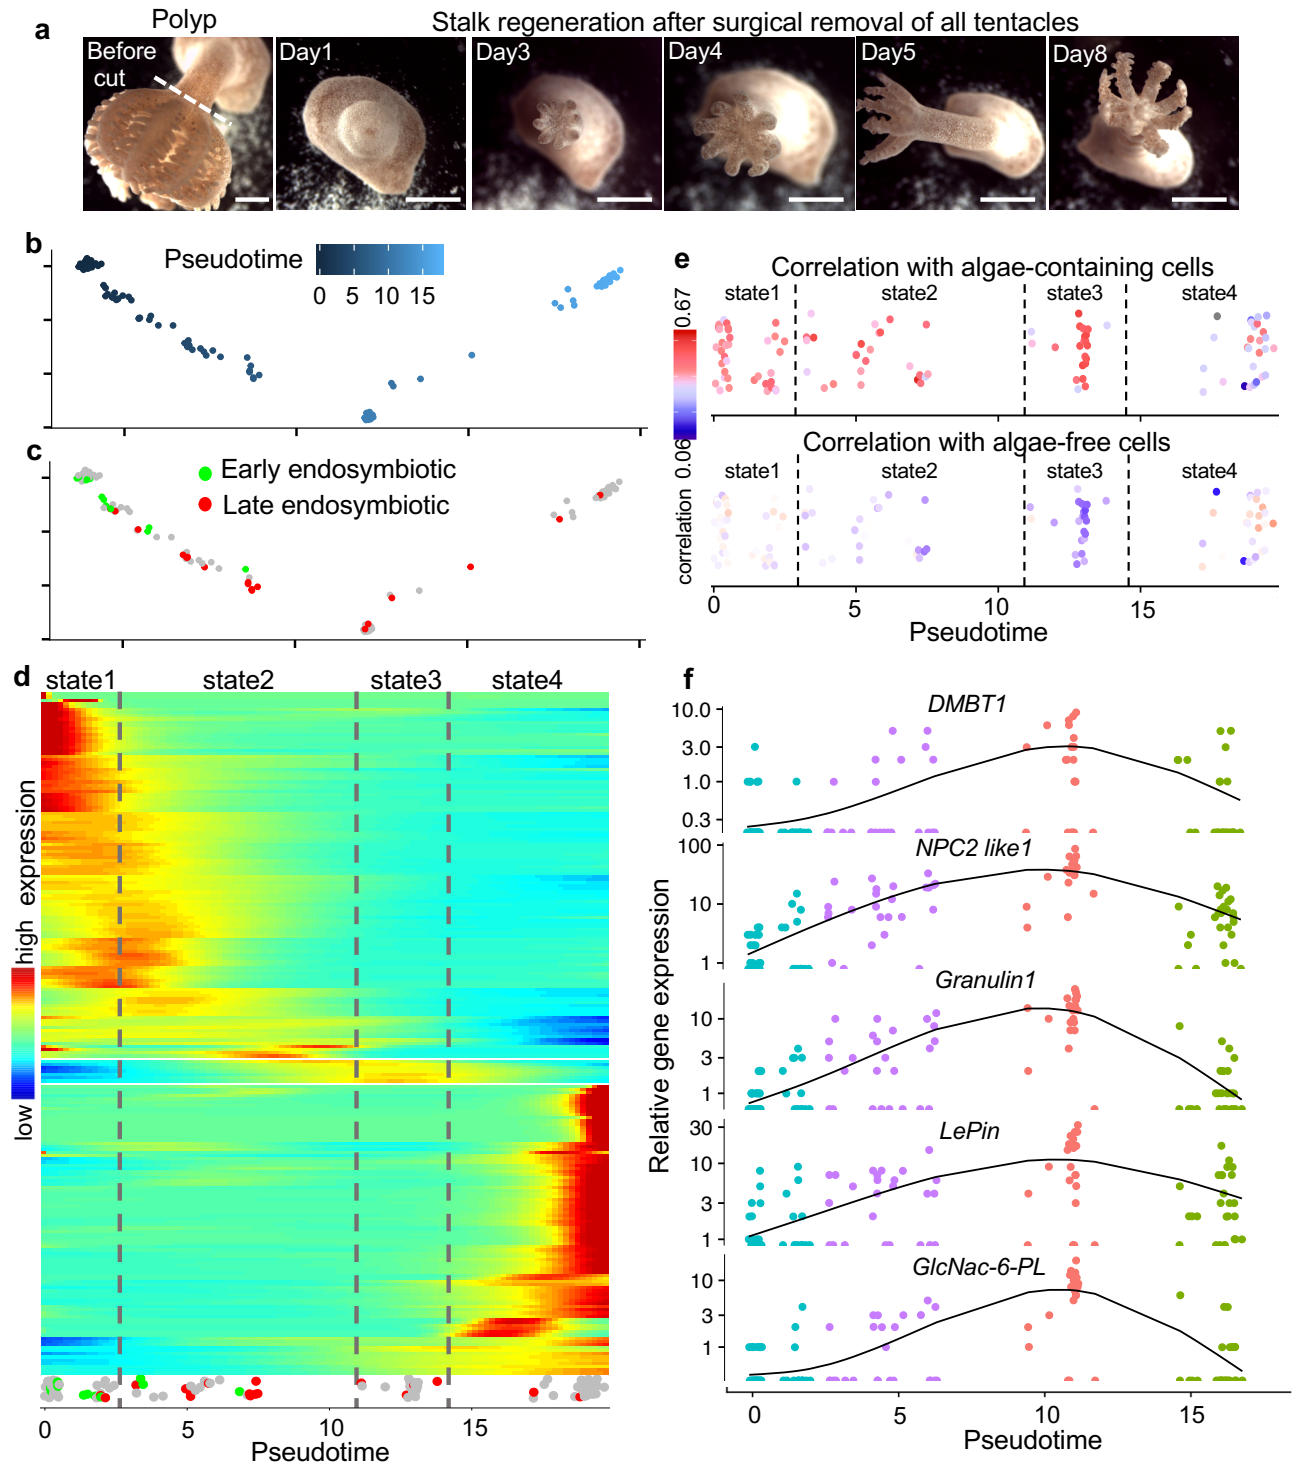 a
Polyp
Stalk regeneration after surgical removal of all tentacles
Before
cut
Day1
Day3
Day4
Day5
Day8
b
Pseudotime
0 5 10 15
c
Early endosymbiotic
Late endosymbiotic
d
state1 state2 state3 state4
low high expression
0 5 10 15
Pseudotime
e
Correlation with algae-containing cells
state1 state2 state3 state4
Correlation with algae-free cells
state1 state2 state3 state4
correlation 0.06 0.67
0 5 10 15
Pseudotime
f
Relative gene expression
DMBT1
10.0
3.0
1.0
0.3
NPC2 like1
100
10
1
Granulin1
10
3
1
LePin
30
10
3
1
GlcNac-6-PL
10
3
1
0 5 10 15
Pseudotime